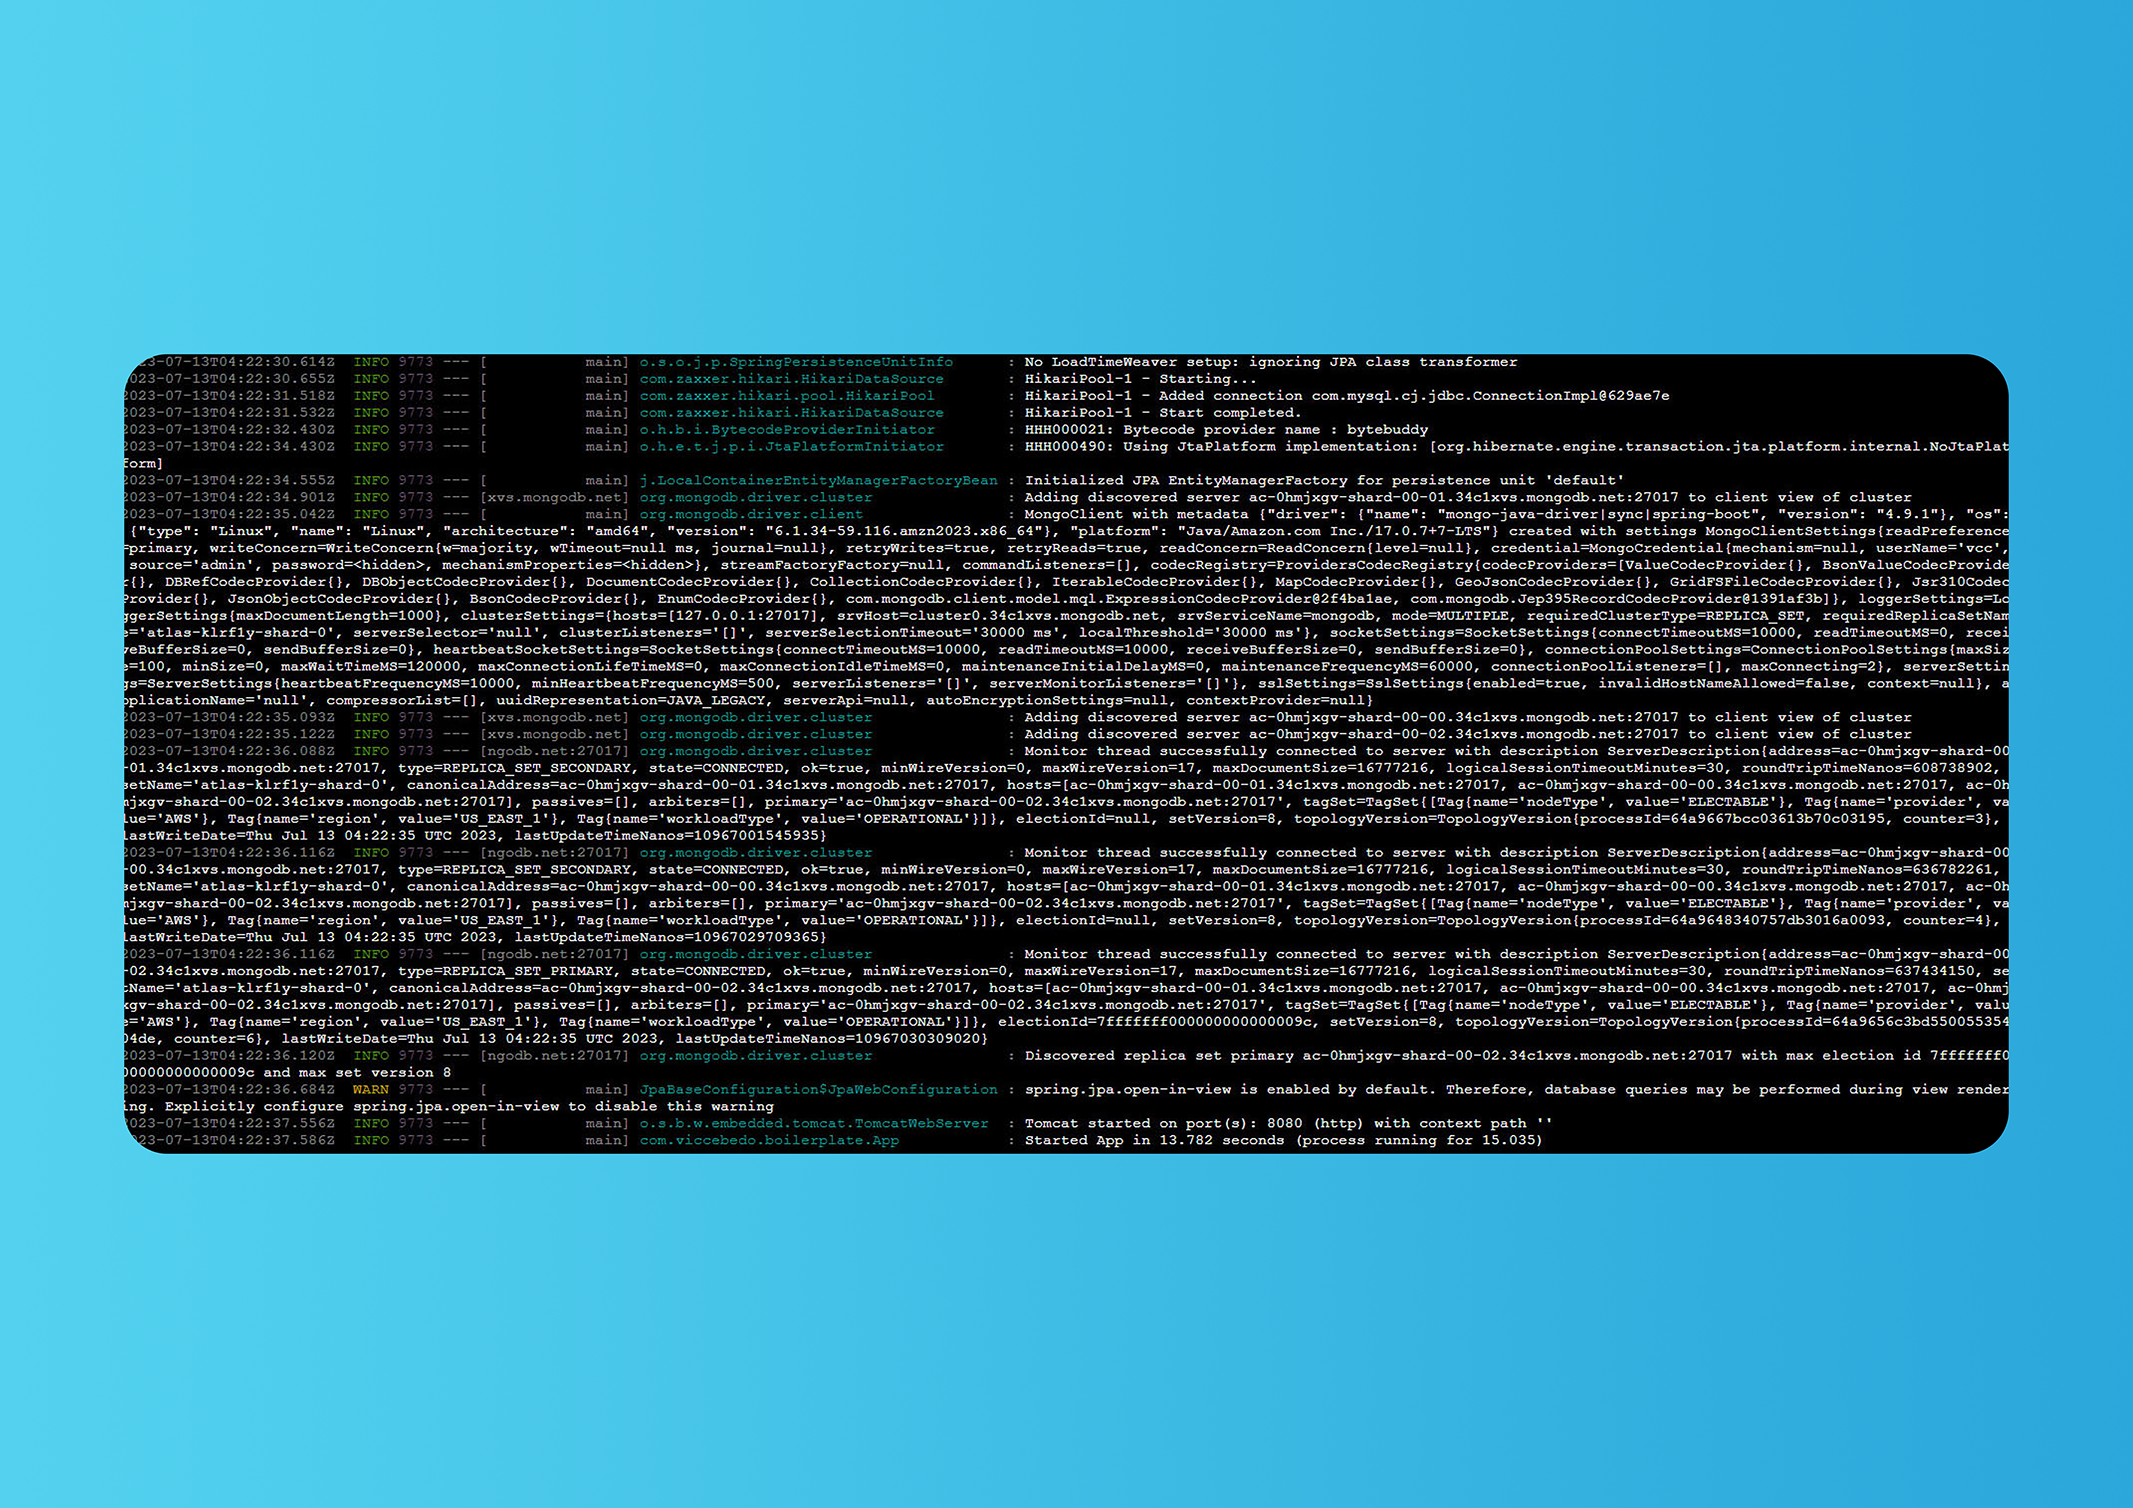 023-07-13T04:22:30.614Z  INFO 9773 --- [           main] o.s.o.j.p.SpringPersistenceUnitInfo      : No LoadTimeWeaver setup: ignoring JPA class transformer
023-07-13T04:22:30.655Z  INFO 9773 --- [           main] com.zaxxer.hikari.HikariDataSource       : HikariPool-1 - Starting...
023-07-13T04:22:31.518Z  INFO 9773 --- [           main] com.zaxxer.hikari.pool.HikariPool        : HikariPool-1 - Added connection com.mysql.cj.jdbc.ConnectionImpl@629ae7e
023-07-13T04:22:31.532Z  INFO 9773 --- [           main] com.zaxxer.hikari.HikariDataSource       : HikariPool-1 - Start completed.
023-07-13T04:22:32.430Z  INFO 9773 --- [           main] o.h.b.i.BytecodeProviderInitiator        : HHH000021: Bytecode provider name : bytebuddy
023-07-13T04:22:34.430Z  INFO 9773 --- [           main] o.h.e.t.j.p.i.JtaPlatformInitiator       : HHH000490: Using JtaPlatform implementation: [org.hibernate.engine.transaction.jta.platform.internal.NoJtaPlat
form]
023-07-13T04:22:34.555Z  INFO 9773 --- [           main] j.LocalContainerEntityManagerFactoryBean : Initialized JPA EntityManagerFactory for persistence unit 'default'
023-07-13T04:22:34.901Z  INFO 9773 --- [xvs.mongodb.net] org.mongodb.driver.cluster               : Adding discovered server ac-0hmjxgv-shard-00-01.34c1xvs.mongodb.net:27017 to client view of cluster
023-07-13T04:22:35.042Z  INFO 9773 --- [           main] org.mongodb.driver.client                : MongoClient with metadata {"driver": {"name": "mongo-java-driver|sync|spring-boot", "version": "4.9.1"}, "os":
{"type": "Linux", "name": "Linux", "architecture": "amd64", "version": "6.1.34-59.116.amzn2023.x86_64"}, "platform": "Java/Amazon.com Inc./17.0.7+7-LTS"} created with settings MongoClientSettings{readPreference
=primary, writeConcern=WriteConcern{w=majority, wTimeout=null ms, journal=null}, retryWrites=true, retryReads=true, readConcern=ReadConcern{level=null}, credential=MongoCredential{mechanism=null, userName='vcc',
source='admin', password=<hidden>, mechanismProperties=<hidden>}, streamFactoryFactory=null, commandListeners=[], codecRegistry=ProvidersCodecRegistry{codecProviders=[ValueCodecProvider{}, BsonValueCodecProvide
r{}, DBRefCodecProvider{}, DBObjectCodecProvider{}, DocumentCodecProvider{}, CollectionCodecProvider{}, IterableCodecProvider{}, MapCodecProvider{}, GeoJsonCodecProvider{}, GridFSFileCodecProvider{}, Jsr310Codec
Provider{}, JsonObjectCodecProvider{}, BsonCodecProvider{}, EnumCodecProvider{}, com.mongodb.client.model.mql.ExpressionCodecProvider@2f4ba1ae, com.mongodb.Jep395RecordCodecProvider@1391af3b]}, loggerSettings=Lo
ggerSettings{maxDocumentLength=1000}, clusterSettings={hosts=[127.0.0.1:27017], srvHost=cluster0.34c1xvs.mongodb.net, srvServiceName=mongodb, mode=MULTIPLE, requiredClusterType=REPLICA_SET, requiredReplicaSetNam
e='atlas-klrf1y-shard-0', serverSelector='null', clusterListeners='[]', serverSelectionTimeout='30000 ms', localThreshold='30000 ms'}, socketSettings=SocketSettings{connectTimeoutMS=10000, readTimeoutMS=0, recei
veBufferSize=0, sendBufferSize=0}, heartbeatSocketSettings=SocketSettings{connectTimeoutMS=10000, readTimeoutMS=10000, receiveBufferSize=0, sendBufferSize=0}, connectionPoolSettings=ConnectionPoolSettings{maxSiz
e=100, minSize=0, maxWaitTimeMS=120000, maxConnectionLifeTimeMS=0, maxConnectionIdleTimeMS=0, maintenanceInitialDelayMS=0, maintenanceFrequencyMS=60000, connectionPoolListeners=[], maxConnecting=2}, serverSettin
gs=ServerSettings{heartbeatFrequencyMS=10000, minHeartbeatFrequencyMS=500, serverListeners='[]', serverMonitorListeners='[]'}, sslSettings=SslSettings{enabled=true, invalidHostNameAllowed=false, context=null}, a
pplicationName='null', compressorList=[], uuidRepresentation=JAVA_LEGACY, serverApi=null, autoEncryptionSettings=null, contextProvider=null}
023-07-13T04:22:35.093Z  INFO 9773 --- [xvs.mongodb.net] org.mongodb.driver.cluster               : Adding discovered server ac-0hmjxgv-shard-00-00.34c1xvs.mongodb.net:27017 to client view of cluster
023-07-13T04:22:35.122Z  INFO 9773 --- [xvs.mongodb.net] org.mongodb.driver.cluster               : Adding discovered server ac-0hmjxgv-shard-00-02.34c1xvs.mongodb.net:27017 to client view of cluster
023-07-13T04:22:36.088Z  INFO 9773 --- [ngodb.net:27017] org.mongodb.driver.cluster               : Monitor thread successfully connected to server with description ServerDescription{address=ac-0hmjxgv-shard-00
-01.34c1xvs.mongodb.net:27017, type=REPLICA_SET_SECONDARY, state=CONNECTED, ok=true, minWireVersion=0, maxWireVersion=17, maxDocumentSize=16777216, logicalSessionTimeoutMinutes=30, roundTripTimeNanos=608738902,
setName='atlas-klrf1y-shard-0', canonicalAddress=ac-0hmjxgv-shard-00-01.34c1xvs.mongodb.net:27017, hosts=[ac-0hmjxgv-shard-00-01.34c1xvs.mongodb.net:27017, ac-0hmjxgv-shard-00-00.34c1xvs.mongodb.net:27017, ac-0h
mjxgv-shard-00-02.34c1xvs.mongodb.net:27017], passives=[], arbiters=[], primary='ac-0hmjxgv-shard-00-02.34c1xvs.mongodb.net:27017', tagSet=TagSet{[Tag{name='nodeType', value='ELECTABLE'}, Tag{name='provider', va
lue='AWS'}, Tag{name='region', value='US_EAST_1'}, Tag{name='workloadType', value='OPERATIONAL'}]}, electionId=null, setVersion=8, topologyVersion=TopologyVersion{processId=64a9667bcc03613b70c03195, counter=3},
lastWriteDate=Thu Jul 13 04:22:35 UTC 2023, lastUpdateTimeNanos=10967001545935}
023-07-13T04:22:36.116Z  INFO 9773 --- [ngodb.net:27017] org.mongodb.driver.cluster               : Monitor thread successfully connected to server with description ServerDescription{address=ac-0hmjxgv-shard-00
-00.34c1xvs.mongodb.net:27017, type=REPLICA_SET_SECONDARY, state=CONNECTED, ok=true, minWireVersion=0, maxWireVersion=17, maxDocumentSize=16777216, logicalSessionTimeoutMinutes=30, roundTripTimeNanos=636782261,
setName='atlas-klrf1y-shard-0', canonicalAddress=ac-0hmjxgv-shard-00-00.34c1xvs.mongodb.net:27017, hosts=[ac-0hmjxgv-shard-00-01.34c1xvs.mongodb.net:27017, ac-0hmjxgv-shard-00-00.34c1xvs.mongodb.net:27017, ac-0h
mjxgv-shard-00-02.34c1xvs.mongodb.net:27017], passives=[], arbiters=[], primary='ac-0hmjxgv-shard-00-02.34c1xvs.mongodb.net:27017', tagSet=TagSet{[Tag{name='nodeType', value='ELECTABLE'}, Tag{name='provider', va
lue='AWS'}, Tag{name='region', value='US_EAST_1'}, Tag{name='workloadType', value='OPERATIONAL'}]}, electionId=null, setVersion=8, topologyVersion=TopologyVersion{processId=64a9648340757db3016a0093, counter=4},
lastWriteDate=Thu Jul 13 04:22:35 UTC 2023, lastUpdateTimeNanos=10967029709365}
023-07-13T04:22:36.116Z  INFO 9773 --- [ngodb.net:27017] org.mongodb.driver.cluster               : Monitor thread successfully connected to server with description ServerDescription{address=ac-0hmjxgv-shard-00
-02.34c1xvs.mongodb.net:27017, type=REPLICA_SET_PRIMARY, state=CONNECTED, ok=true, minWireVersion=0, maxWireVersion=17, maxDocumentSize=16777216, logicalSessionTimeoutMinutes=30, roundTripTimeNanos=637434150, se
tName='atlas-klrf1y-shard-0', canonicalAddress=ac-0hmjxgv-shard-00-02.34c1xvs.mongodb.net:27017, hosts=[ac-0hmjxgv-shard-00-01.34c1xvs.mongodb.net:27017, ac-0hmjxgv-shard-00-00.34c1xvs.mongodb.net:27017, ac-0hmj
xgv-shard-00-02.34c1xvs.mongodb.net:27017], passives=[], arbiters=[], primary='ac-0hmjxgv-shard-00-02.34c1xvs.mongodb.net:27017', tagSet=TagSet{[Tag{name='nodeType', value='ELECTABLE'}, Tag{name='provider', valu
e='AWS'}, Tag{name='region', value='US_EAST_1'}, Tag{name='workloadType', value='OPERATIONAL'}]}, electionId=7fffffff000000000000009c, setVersion=8, topologyVersion=TopologyVersion{processId=64a9656c3bd550055354
04de, counter=6}, lastWriteDate=Thu Jul 13 04:22:35 UTC 2023, lastUpdateTimeNanos=10967030309020}
023-07-13T04:22:36.120Z  INFO 9773 --- [ngodb.net:27017] org.mongodb.driver.cluster               : Discovered replica set primary ac-0hmjxgv-shard-00-02.34c1xvs.mongodb.net:27017 with max election id 7fffffff0
00000000000009c and max set version 8
023-07-13T04:22:36.684Z  WARN 9773 --- [           main] JpaBaseConfiguration$JpaWebConfiguration : spring.jpa.open-in-view is enabled by default. Therefore, database queries may be performed during view render
ing. Explicitly configure spring.jpa.open-in-view to disable this warning
023-07-13T04:22:37.556Z  INFO 9773 --- [           main] o.s.b.w.embedded.tomcat.TomcatWebServer  : Tomcat started on port(s): 8080 (http) with context path ''
023-07-13T04:22:37.586Z  INFO 9773 --- [           main] com.viccebedo.boilerplate.App            : Started App in 13.782 seconds (process running for 15.035)